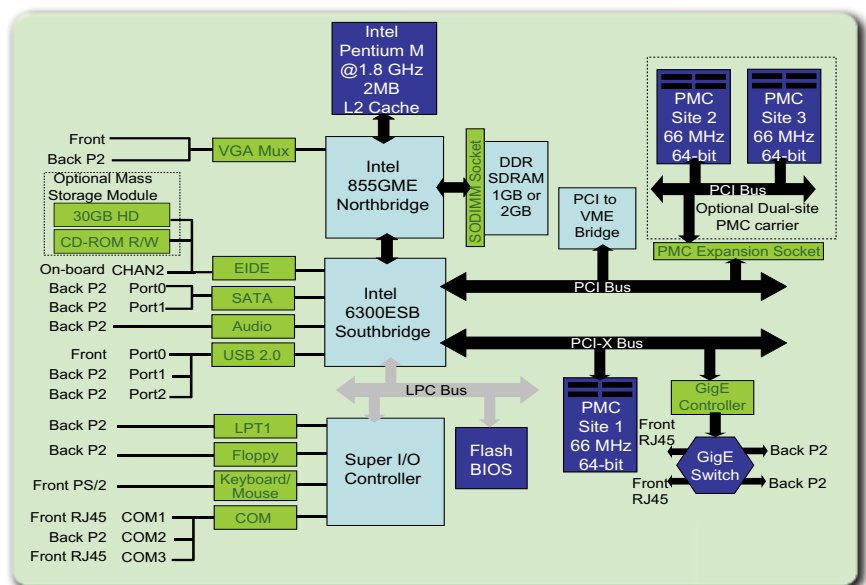 Intel
Pentium M
@1.8 GHz
2MB
L2 Cache
PMC
Site 2
66 MHz
64-bit
PMC
Site 3
66 MHz
64-bit
PCI Bus
Optional Dual-site
PMC carrier
PMC Expansion Socket
Front
Back P2
VGA Mux
Intel
855GME
Northbridge
SODIMM Socket
DDR
SDRAM
1GB or
2GB
PCI to
VME
Bridge
Optional Mass
Storage Module
30GB HD
CD-ROM R/W
On-board CHAN2
EIDE
Back P2 Port0
Back P2 Port1
SATA
Back P2
Audio
Front Port0
Back P2 Port1
Back P2 Port2
USB 2.0
Intel
6300ESB
Southbridge
PCI Bus
PCI-X Bus
LPC Bus
PMC
Site 1
66 MHz
64-bit
GigE
Controller
Front
RJ45
Front
RJ45
GigE
Switch
Back P2
Back P2
Back P2
LPT1
Back P2
Floppy
Front PS/2
Keyboard/
Mouse
Front RJ45 COM1
Back P2 COM2
Front RJ45 COM3
COM
Super I/O
Controller
Flash
BIOS